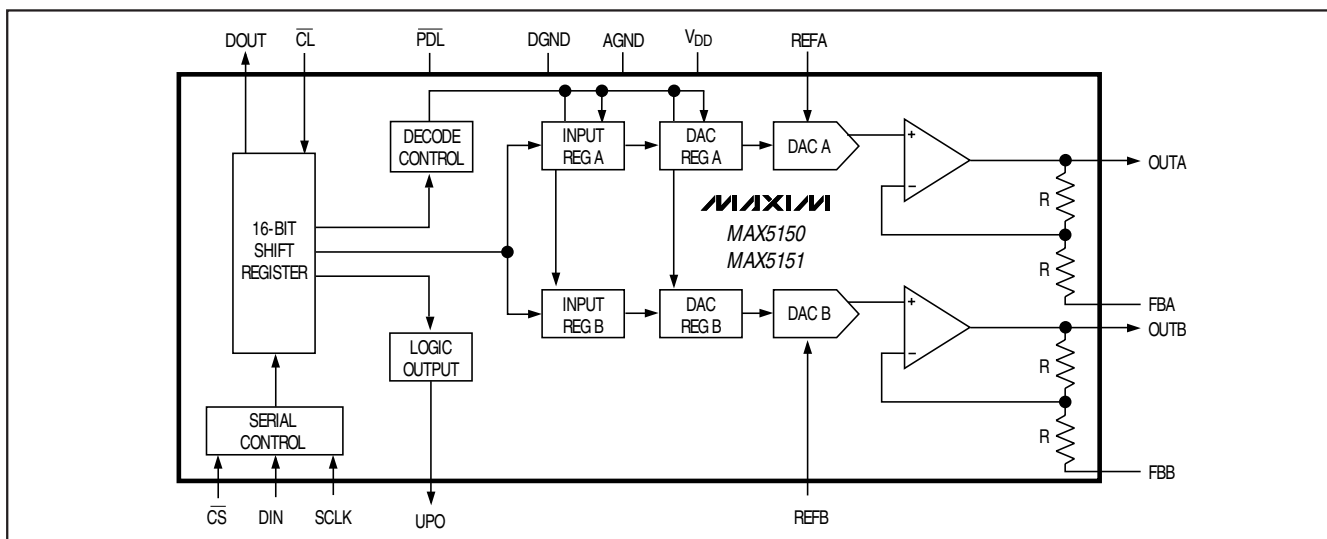 DOUT
CL
PDL
DGND
AGND
VDD
REFA
DECODE
CONTROL
INPUT
REG A
DAC
REG A
DAC A
+
−
OUTA
R
R
FBA
16-BIT
SHIFT
REGISTER
MAXIM
MAX5150
MAX5151
INPUT
REG B
DAC
REG B
DAC B
+
−
OUTB
R
R
FBB
LOGIC
OUTPUT
SERIAL
CONTROL
CS
DIN
SCLK
UPO
REFB